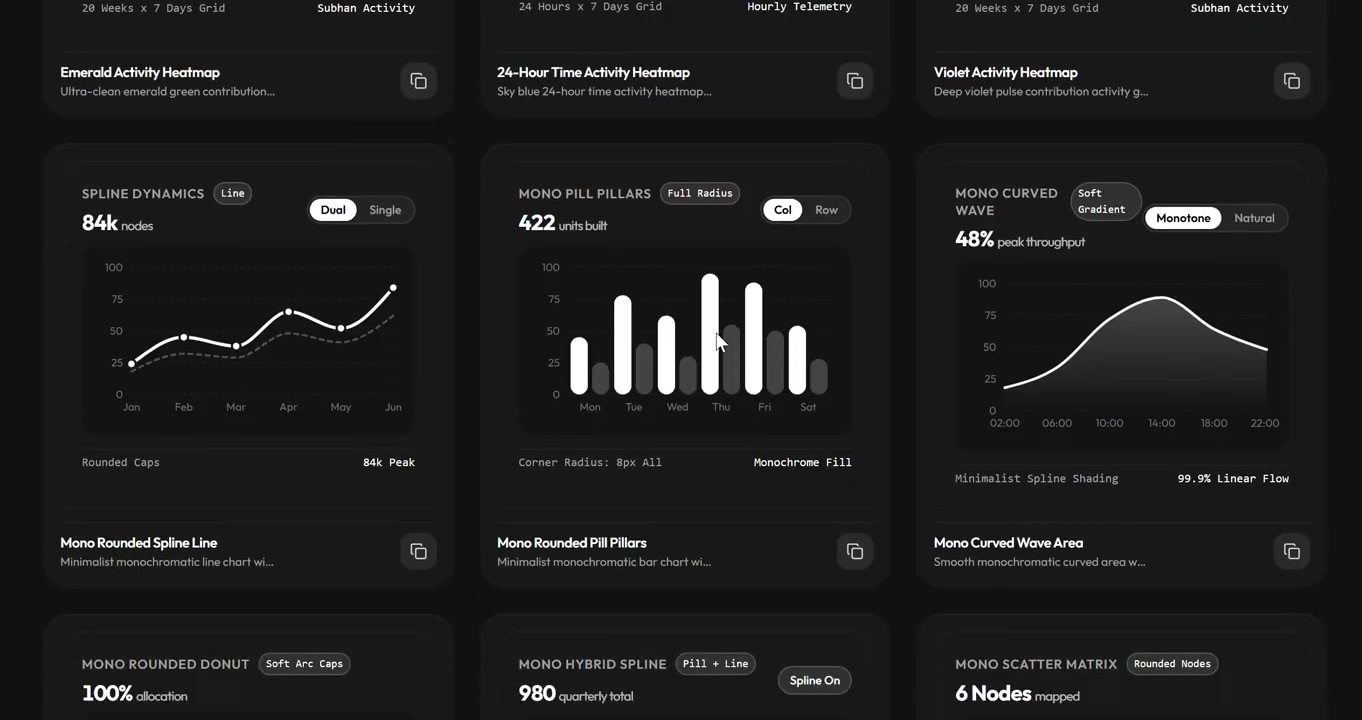 20 Weeks x 7 Days Grid Subhan Activity
24 Hours x 7 Days Grid Hourly Telemetry
20 Weeks x 7 Days Grid Subhan Activity
Emerald Activity Heatmap
Ultra-clean emerald green contribution...
24-Hour Time Activity Heatmap
Sky blue 24-hour time activity heatmap...
Violet Activity Heatmap
Deep violet pulse contribution activity g...
SPLINE DYNAMICS Line
84k nodes
Dual Single
100
75
50
25
0
Jan Feb Mar Apr May Jun
Rounded Caps 84k Peak
Mono Rounded Spline Line
Minimalist monochromatic line chart wi...
MONO PILL PILLARS Full Radius
422 units built
Col Row
100
75
50
25
0
Mon Tue Wed Thu Fri Sat
Corner Radius: 8px All Monochrome Fill
Mono Rounded Pill Pillars
Minimalist monochromatic bar chart wi...
MONO CURVED
WAVE
Soft
Gradient
48% peak throughput
Monotone Natural
100
75
50
25
0
02:00 06:00 10:00 14:00 18:00 22:00
Minimalist Spline Shading 99.9% Linear Flow
Mono Curved Wave Area
Smooth monochromatic curved area w...
MONO ROUNDED DONUT Soft Arc Caps
100% allocation
MONO HYBRID SPLINE Pill + Line
980 quarterly total
Spline On
MONO SCATTER MATRIX Rounded Nodes
6 Nodes mapped